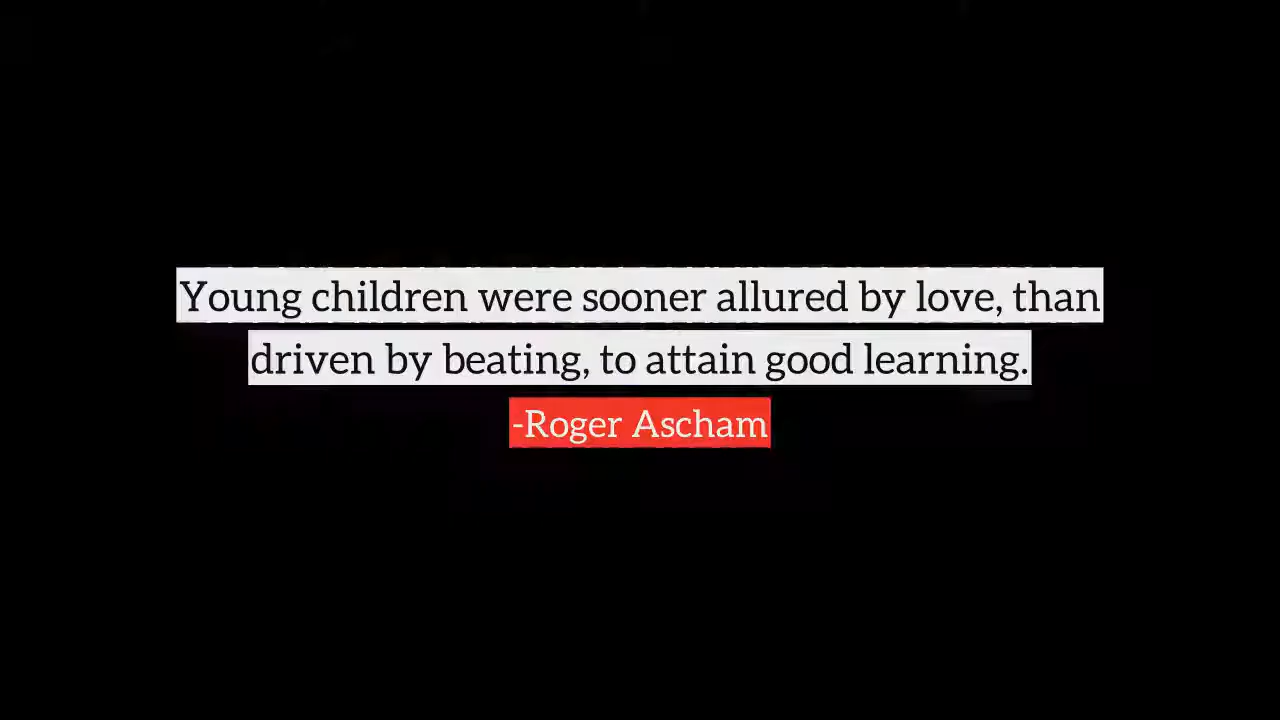 Young children were sooner allured by love, than
driven by beating, to attain good learning.
-Roger Ascham